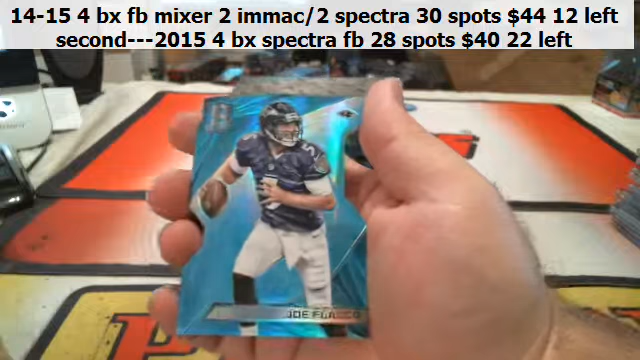 14-15 4 bx fb mixer 2 immac/2 spectra 30 spots $44 12 left
second---2015 4 bx spectra fb 28 spots $40 22 left
JOE FLACCO